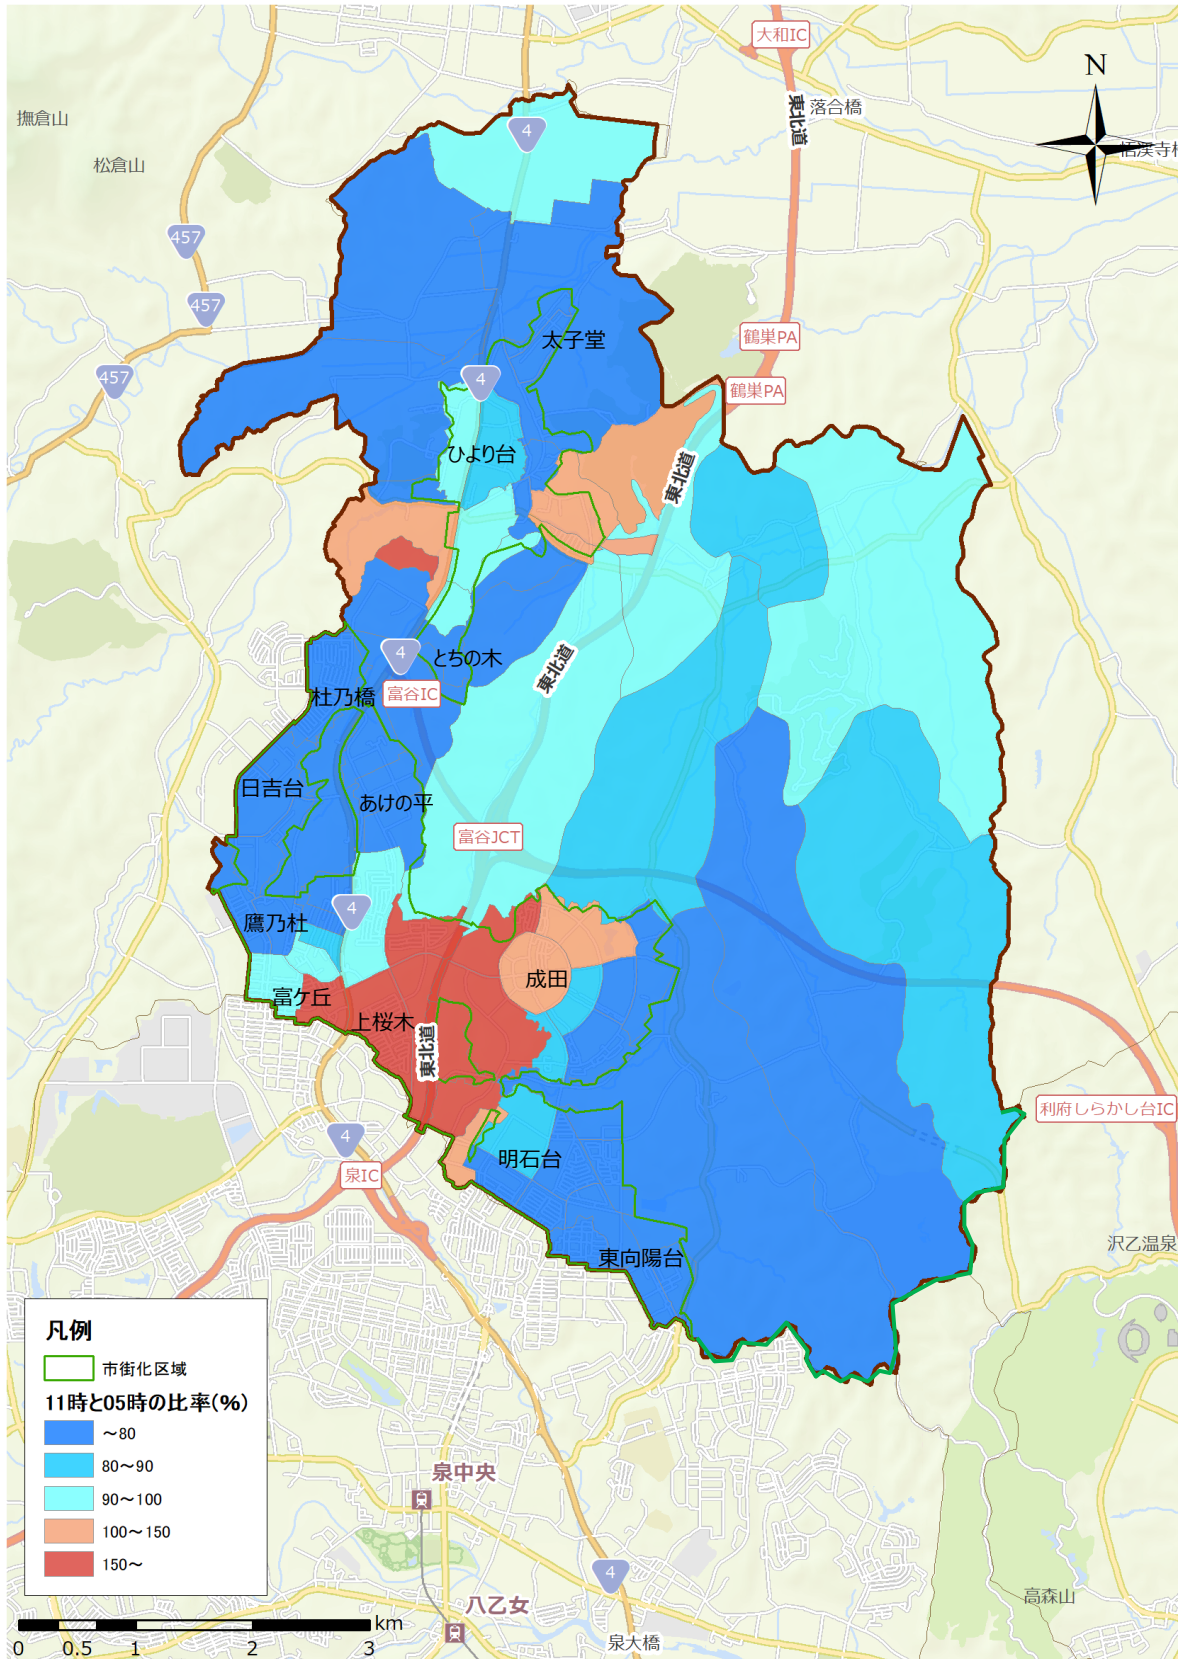 大和IC
N
撫倉山
東北道
落合橋
4
松倉山
457
457
太子堂
鶴巣PA
457
4
鶴巣PA
ひより台
東北道
4
とちの木
東北道
杜乃橋
富谷IC
日吉台
あけの平
富谷JCT
4
鷹乃杜
成田
富ケ丘
上桜木
東北道
利府しらかし台IC
4
明石台
泉IC
沢乙温泉
東向陽台
凡例
市街化区域
11時と05時の比率(%)
～80
80～90
90～100
100～150
150～
泉中央
4
高森山
八乙女
泉大橋
km
0 0.5 1 2 3